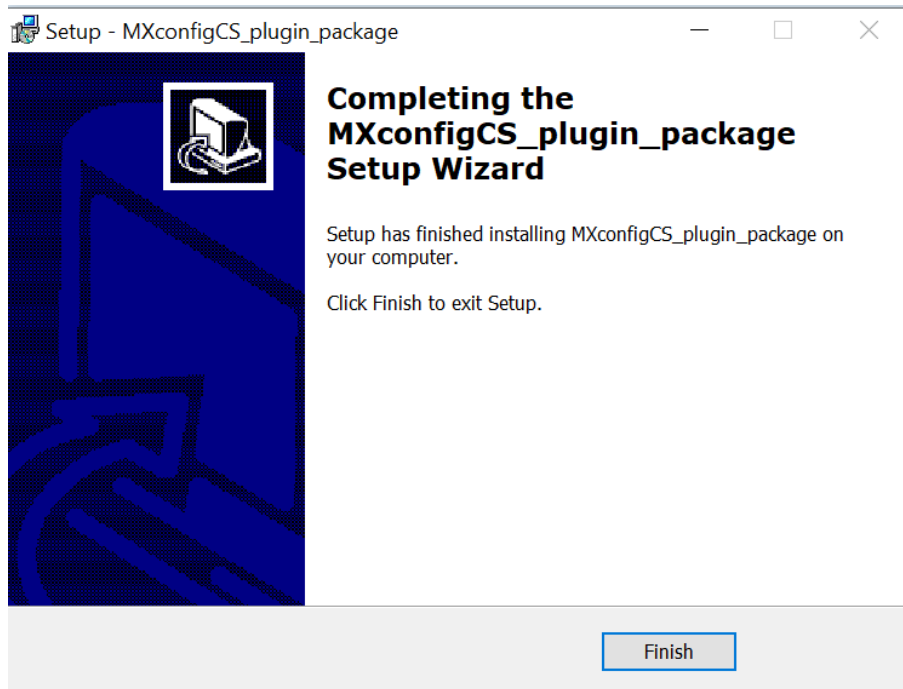 Setup - MXconfigCS_plugin_package
Completing the
MXconfigCS_plugin_package
Setup Wizard
Setup has finished installing MXconfigCS_plugin_package on
your computer.
Click Finish to exit Setup.
Finish